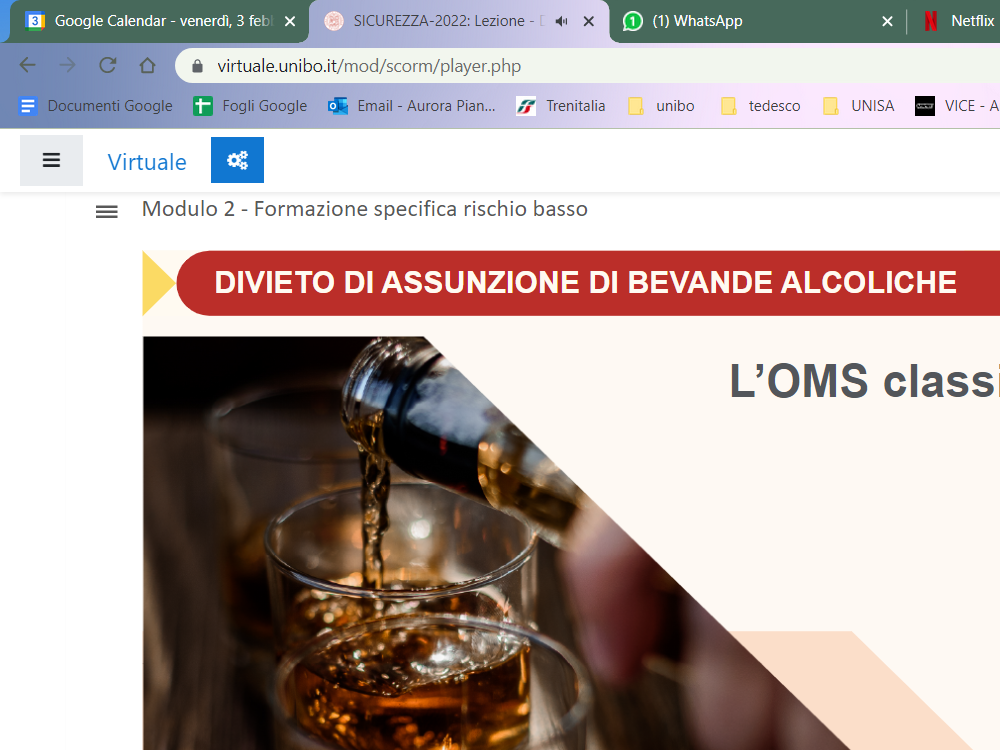 Google Calendar - venerdì, 3 feb
SICUREZZA-2022: Lezione -
(1) WhatsApp
Netflix
virtuale.unibo.it/mod/scorm/player.php
Documenti Google
Fogli Google
Email - Aurora Pian...
Trenitalia
unibo
tedesco
UNISA
VICE - A
Virtuale
Modulo 2 - Formazione specifica rischio basso
DIVIETO DI ASSUNZIONE DI BEVANDE ALCOLICHE
L'OMS classi